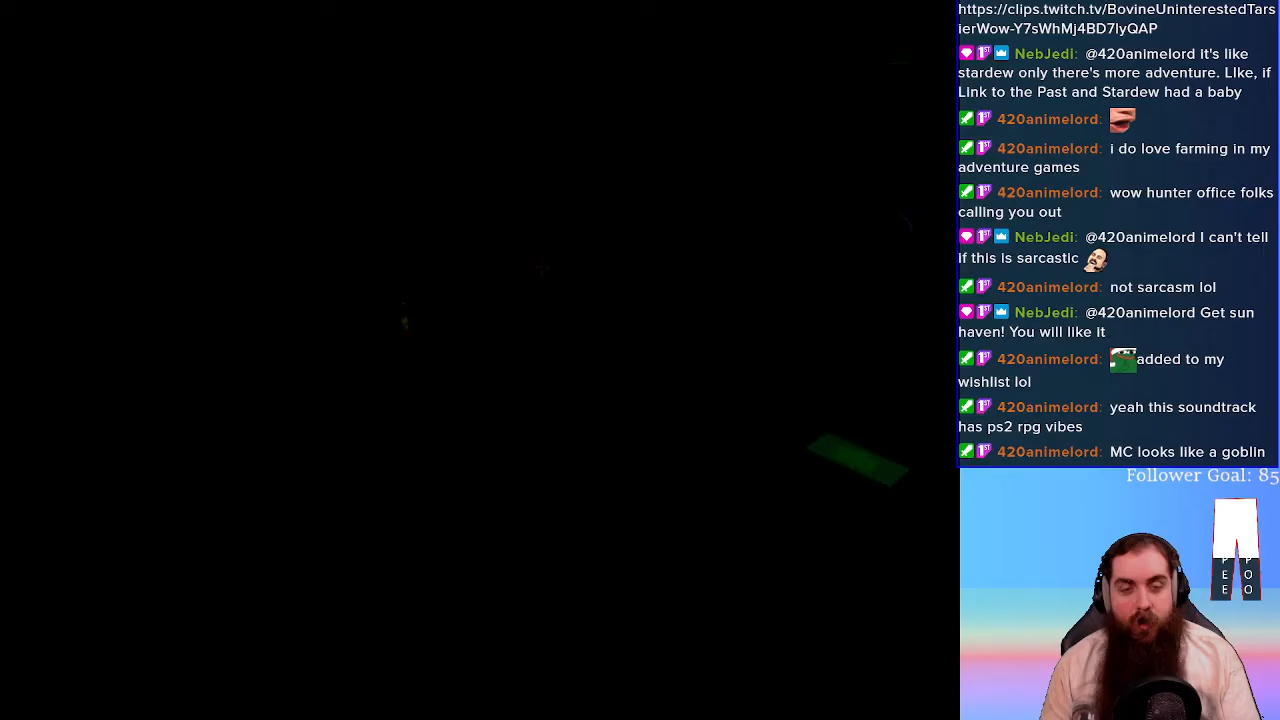 https://clips.twitch.tv/BovineUninterestedTars
ierWow-Y7sWhMj4BD7lyQAP
NebJedi: @420animelord it's like
stardew only there's more adventure. LIke, if
Link to the Past and Stardew had a baby
420animelord:
420animelord: i do love farming in my
adventure games
420animelord: wow hunter office folks
calling you out
NebJedi: @420animelord I can't tell
if this is sarcastic
420animelord: not sarcasm lol
NebJedi: @420animelord Get sun
haven! You will like it
420animelord: added to my
wishlist lol
420animelord: yeah this soundtrack
has ps2 rpg vibes
420animelord: MC looks like a goblin
Follower Goal: 85
P P
E O
E O